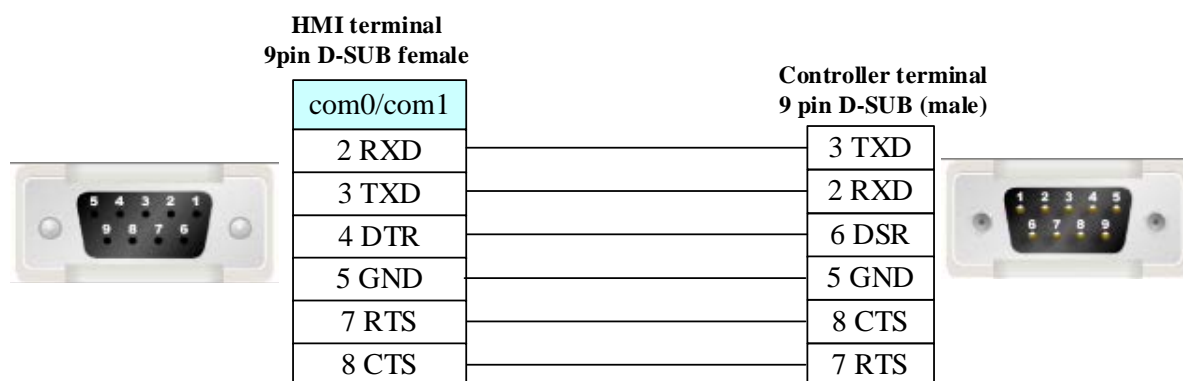 HMI terminal
9pin D-SUB female
com0/com1
2 RXD
3 TXD
4 DTR
5 GND
7 RTS
8 CTS
Controller terminal
9 pin D-SUB (male)
3 TXD
2 RXD
6 DSR
5 GND
8 CTS
7 RTS
5 4 3 2 1
9 8 7 6
1 2 3 4 5
6 7 8 9